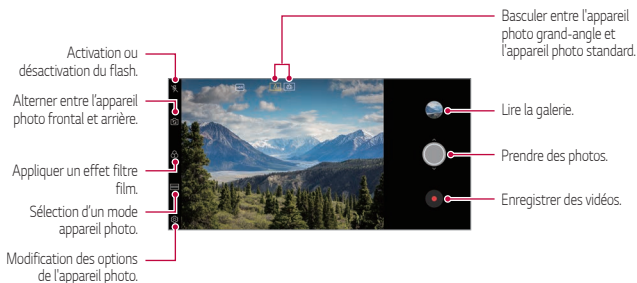 Basculer entre l'appareil
photo grand-angle et
l'appareil photo standard.
Activation ou
désactivation du flash.
Alterner entre l'appareil
photo frontal et arrière.
Appliquer un effet filtre
film.
Sélection d'un mode
appareil photo.
Modification des options
de l'appareil photo.
Lire la galerie.
Prendre des photos.
Enregistrer des vidéos.